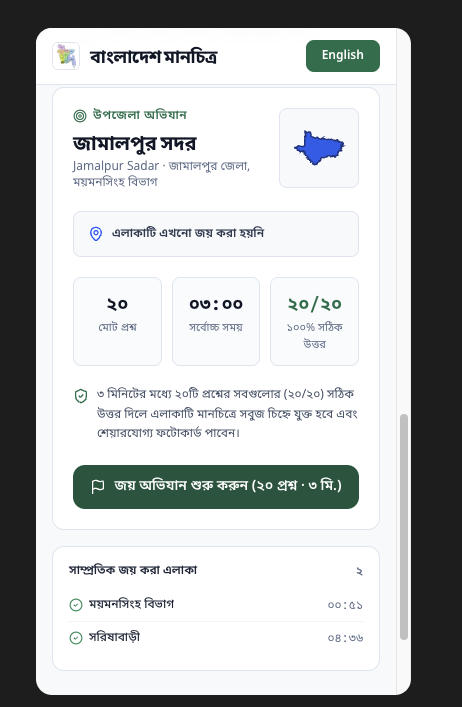 বাংলাদেশ মানচিত্র
English
উপজেলা অভিযান
জামালপুর সদর
Jamalpur Sadar · জামালপুর জেলা,
ময়মনসিংহ বিভাগ
এলাকাটি এখনো জয় করা হয়নি
২০
মোট প্রশ্ন
০৩:০০
সর্বোচ্চ সময়
২০/২০
১০০% সঠিক
উত্তর
৩ মিনিটের মধ্যে ২০টি প্রশ্নের সবগুলোর (২০/২০) সঠিক
উত্তর দিলে এলাকাটি মানচিত্রে সবুজ চিহ্নে যুক্ত হবে এবং
শেয়ারযোগ্য ফটোকার্ড পাবেন।
জয় অভিযান শুরু করুন (২০ প্রশ্ন · ৩ মি.)
সাম্প্রতিক জয় করা এলাকা ২
ময়মনসিংহ বিভাগ ০০:৫১
সরিষাবাড়ী ০৪:৩৬